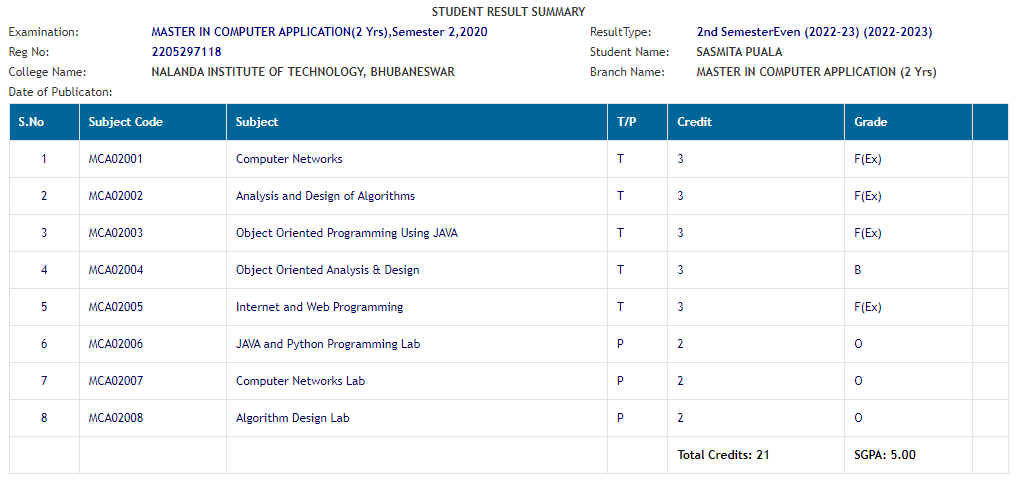 STUDENT RESULT SUMMARY
Examination: MASTER IN COMPUTER APPLICATION(2 Yrs),Semester 2,2020 ResultType: 2nd SemesterEven (2022-23) (2022-2023)
Reg No: 2205297118 Student Name: SASMITA PUALA
College Name: NALANDA INSTITUTE OF TECHNOLOGY, BHUBANESWAR Branch Name: MASTER IN COMPUTER APPLICATION (2 Yrs)
Date of Publicaton:
S.No Subject Code Subject T/P Credit Grade
1 MCA02001 Computer Networks T 3 F(Ex)
2 MCA02002 Analysis and Design of Algorithms T 3 F(Ex)
3 MCA02003 Object Oriented Programming Using JAVA T 3 F(Ex)
4 MCA02004 Object Oriented Analysis & Design T 3 B
5 MCA02005 Internet and Web Programming T 3 F(Ex)
6 MCA02006 JAVA and Python Programming Lab P 2 O
7 MCA02007 Computer Networks Lab P 2 O
8 MCA02008 Algorithm Design Lab P 2 O
Total Credits: 21 SGPA: 5.00